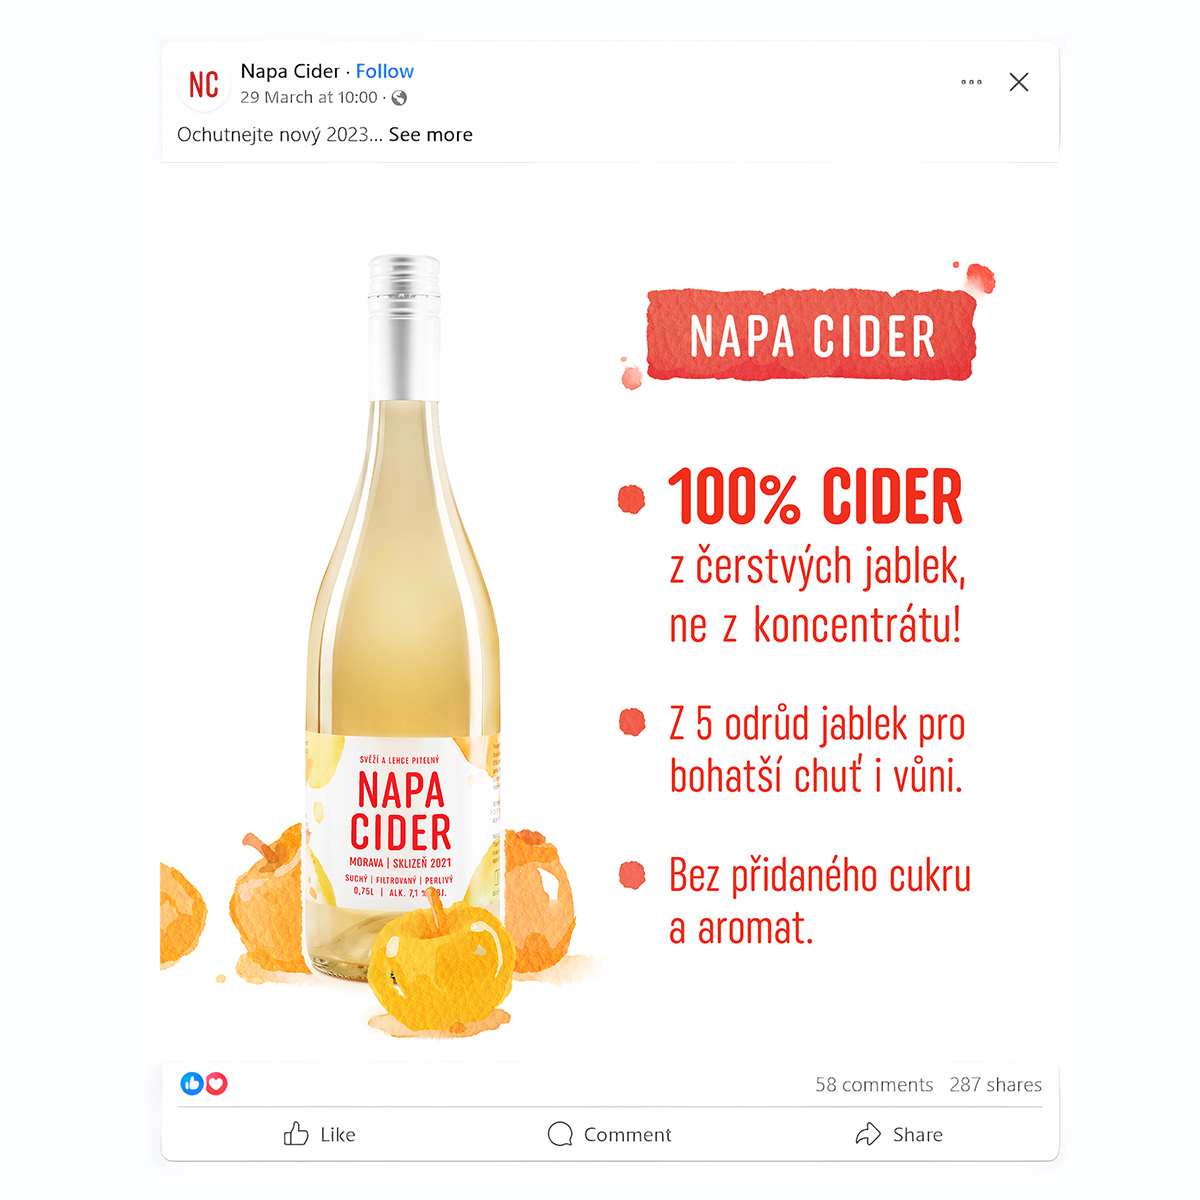 NC
Napa Cider · Follow
29 March at 10:00 ·
Ochutnejte nový 2023... See more
NAPA CIDER
100% CIDER
z čerstvých jablek,
ne z koncentrátu!
Z 5 odrůd jablek pro
bohatší chuť i vůni.
Bez přidaného cukru
a aromat.
SVĚŽÍ A LEHCE PITELNÝ
NAPA
CIDER
MORAVA | SKLIZEŇ 2021
SUCHÝ | FILTROVANÝ | PERLIVÝ
0,75L | ALK. 7,1 %
58 comments 287 shares
Like Comment Share